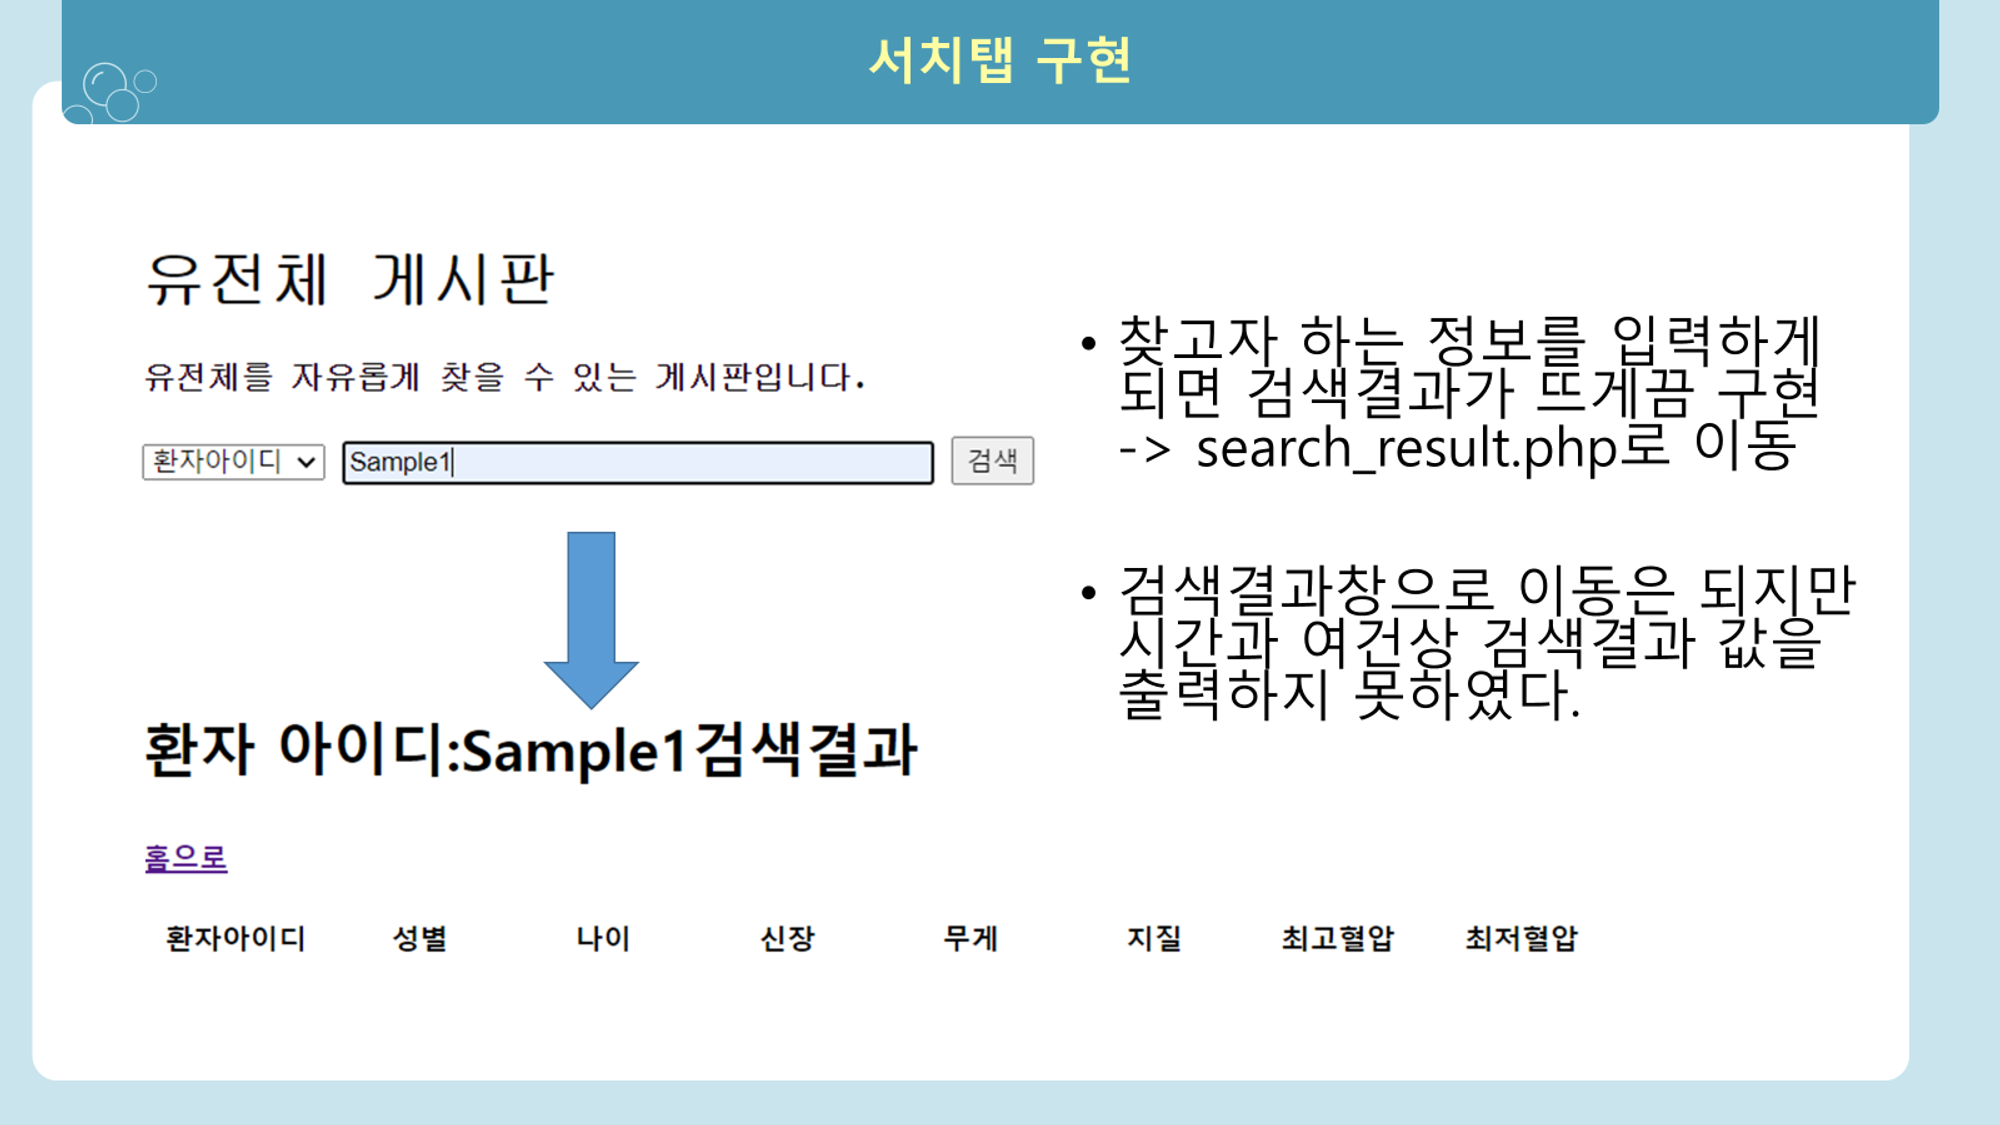 서치탭 구현
유전체 게시판
유전체를 자유롭게 찾을 수 있는 게시판입니다.
환자아이디 Sample1 검색
환자 아이디:Sample1검색결과
홈으로
환자아이디 성별 나이 신장 무게 지질 최고혈압 최저혈압
• 찾고자 하는 정보를 입력하게
되면 검색결과가 뜨게끔 구현
-> search_result.php로 이동
• 검색결과창으로 이동은 되지만
시간과 여건상 검색결과 값을
출력하지 못하였다.